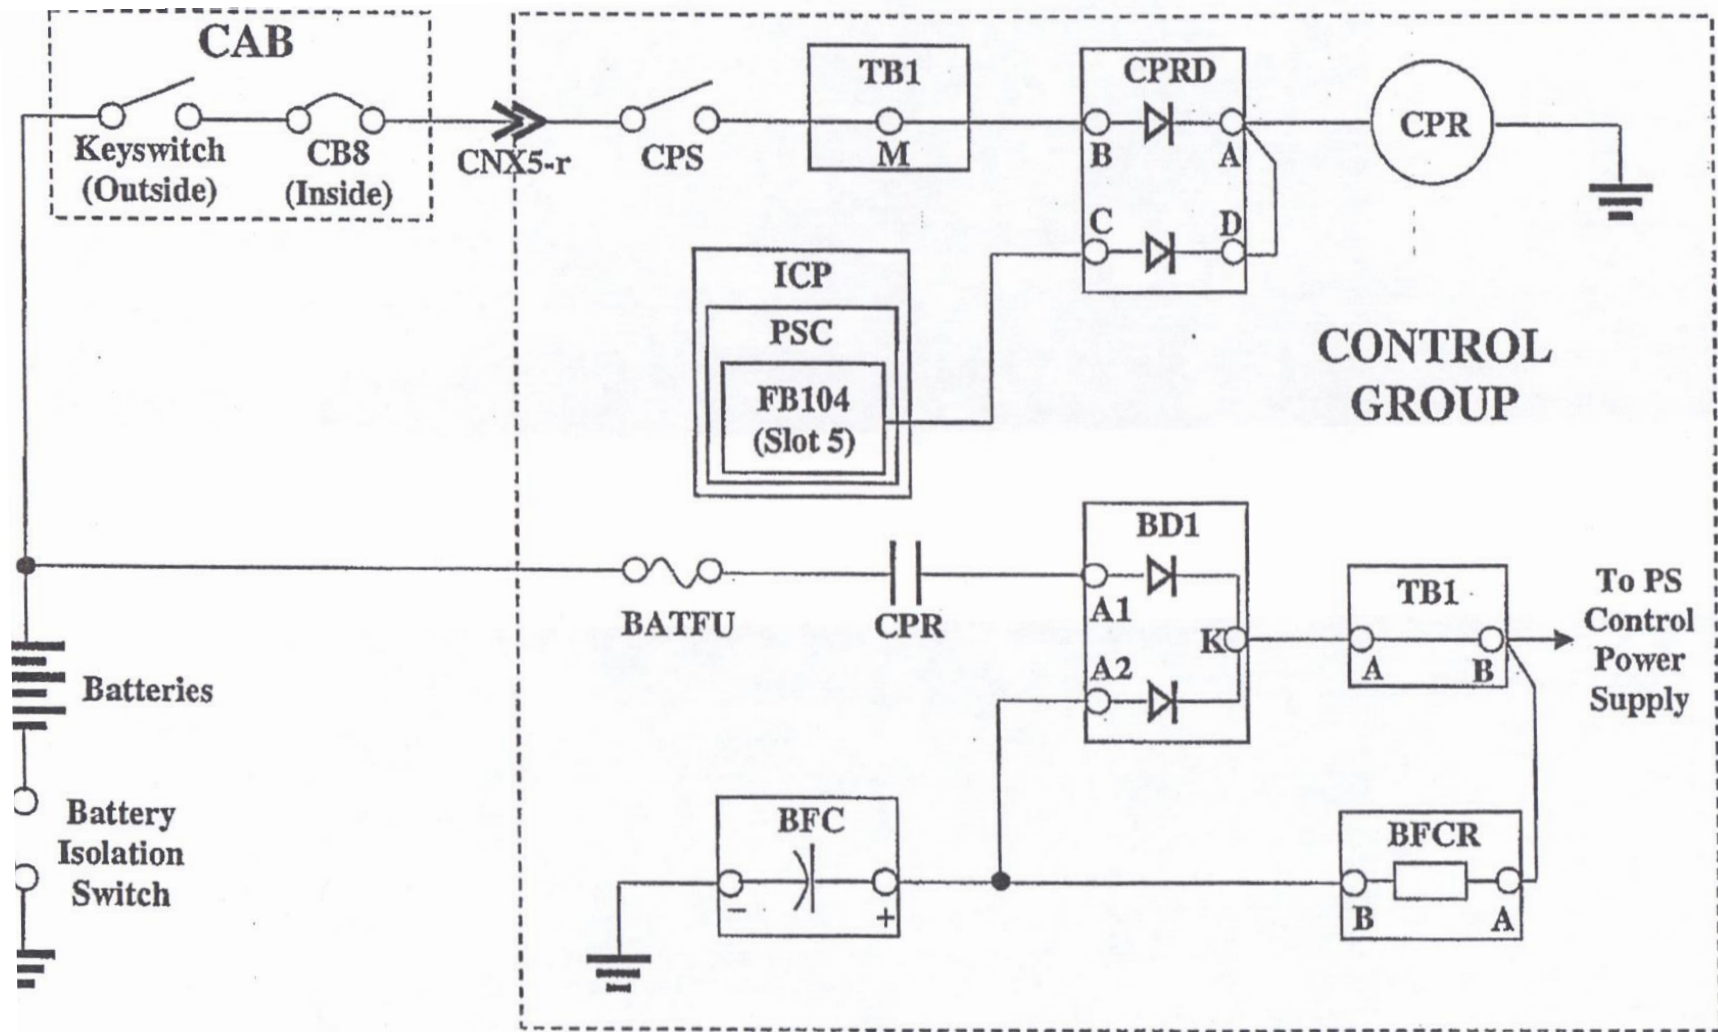 CAB
Keyswitch
(Outside)
CB8
(Inside)
CNX5-r
CPS
TB1
M
CPRD
B
A
C
D
CPR
ICP
PSC
FB104
(Slot 5)
CONTROL
GROUP
BATFU
CPR
BD1
A1
A2
K
TB1
A
B
To PS
Control
Power
Supply
Batteries
Battery
Isolation
Switch
BFC
–
+
BFCR
B
A